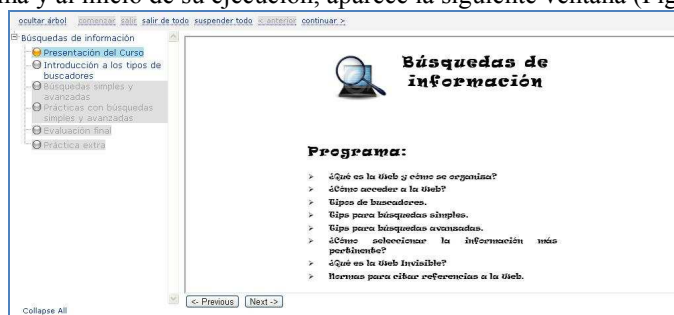 ma y al inicio de su ejecución, aparece la siguiente ventana (Fig
ocultar árbol comenzar salir salir de todo suspender todo < anterior continuar >
Búsquedas de información
Presentación del Curso
Introducción a los tipos de
buscadores
Búsquedas simples y
avanzadas
Prácticas con búsquedas
simples y avanzadas
Evaluación final
Práctica extra
Collapse All
Búsquedas de
información
Programa:
¿Qué es la Web y cómo se organiza?
¿Cómo acceder a la Web?
Tipos de buscadores.
Tips para búsquedas simples.
Tips para búsquedas avanzadas.
¿Cómo seleccionar la información más
pertinente?
¿Qué es la Web Invisible?
Normas para citar referencias a la Web.
<- Previous Next ->